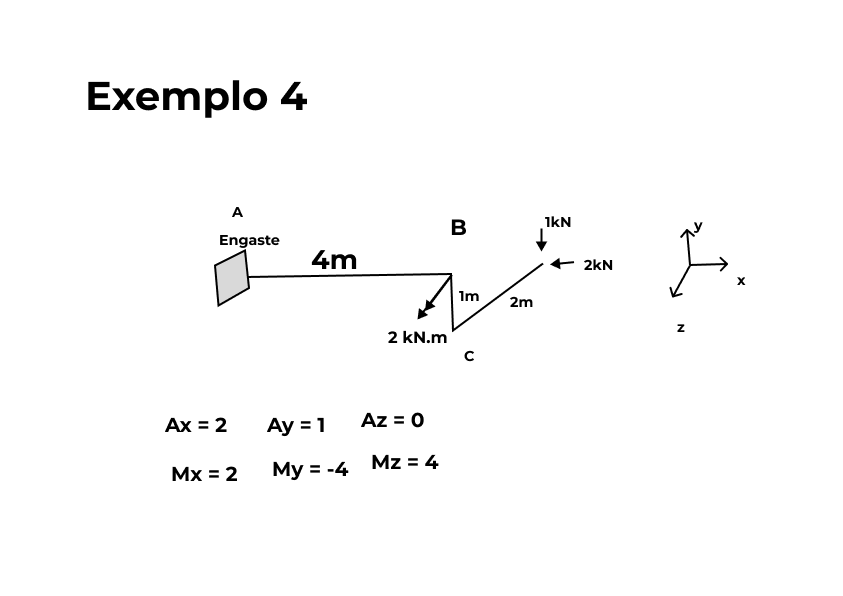 Exemplo 4
A
Engaste
4m
B
1kN
2kN
1m
2m
2 kN.m
C
y
x
z
Ax = 2 Ay = 1 Az = 0
Mx = 2 My = -4 Mz = 4